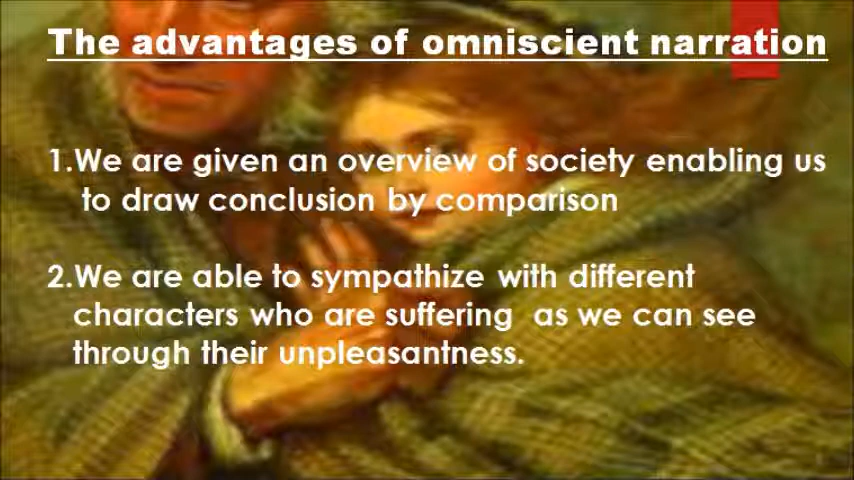 The advantages of omniscient narration
1.We are given an overview of society enabling us
to draw conclusion by comparison
2.We are able to sympathize with different
characters who are suffering as we can see
through their unpleasantness.